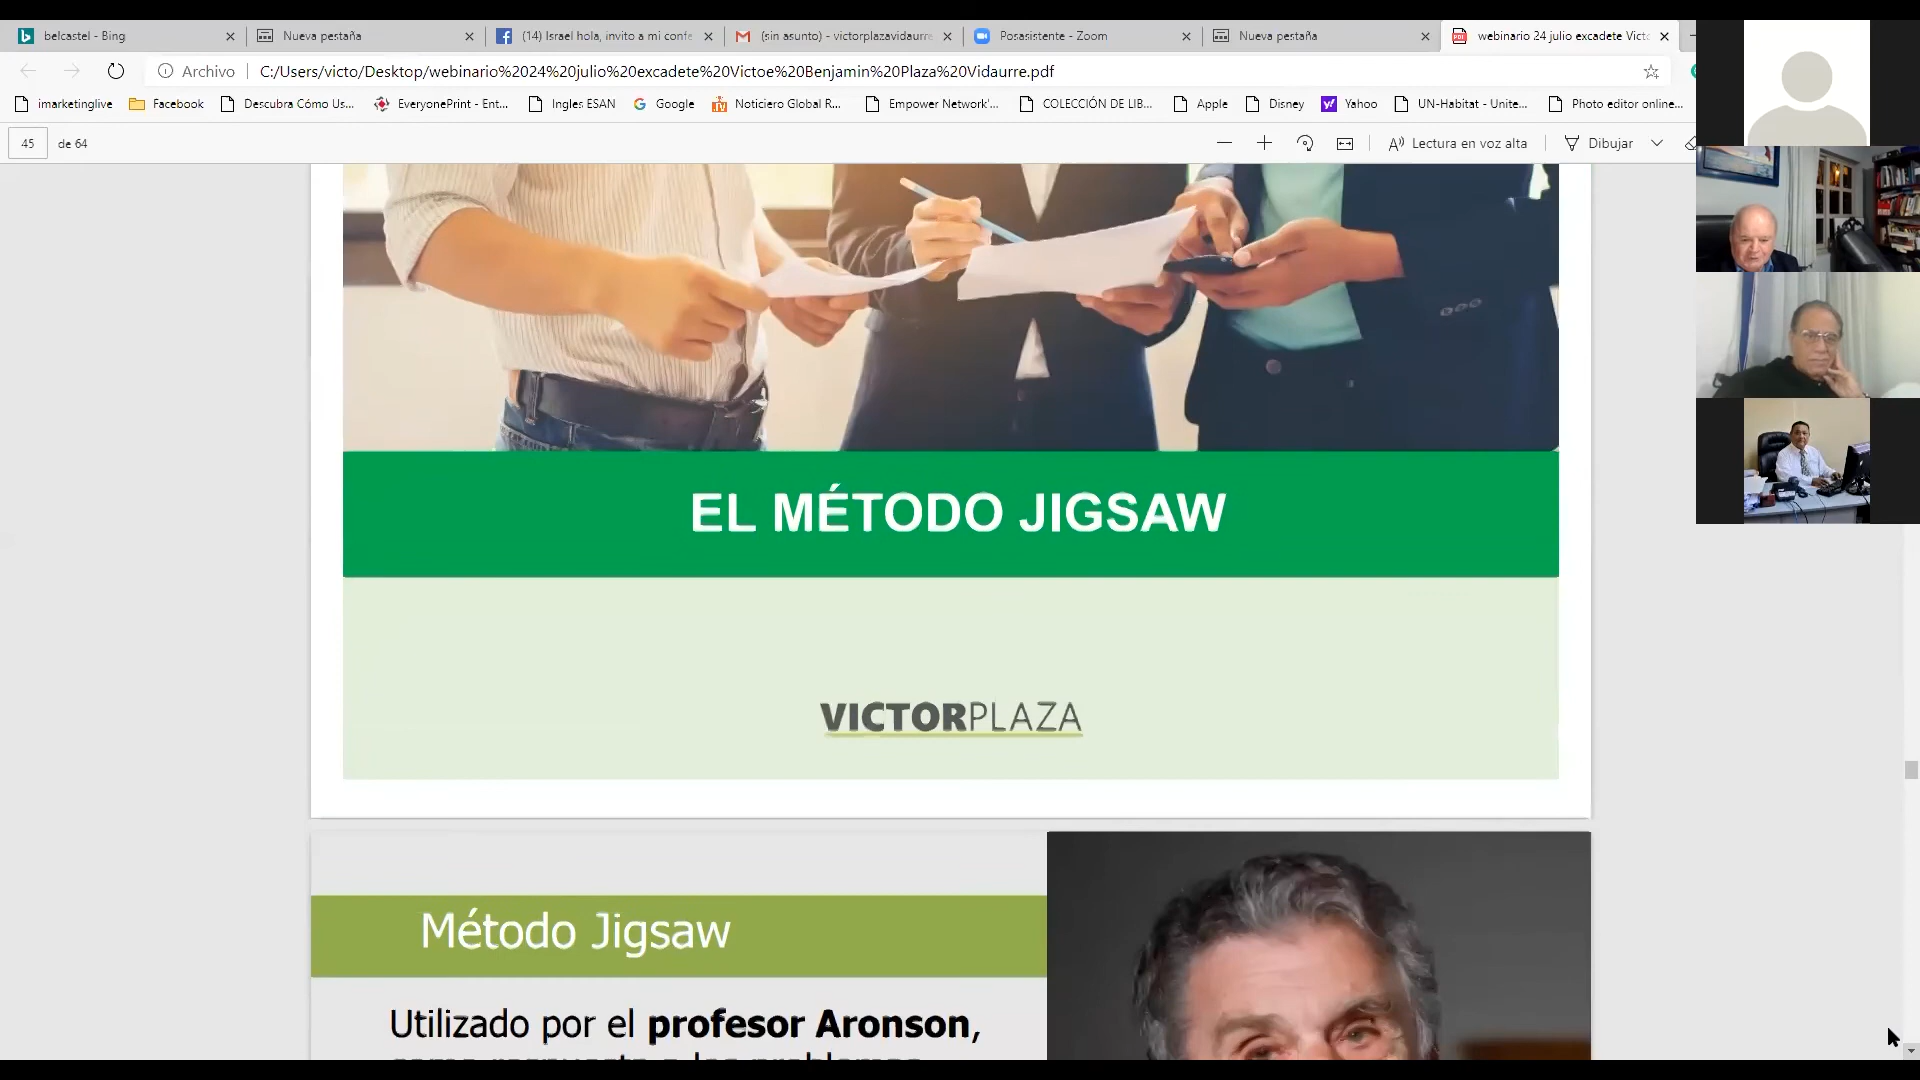 belcastel - Bing
Nueva pestaña
(14) Israel hola, invito a mi confe
(sin asunto) - victorplazavidaurre
Posasistente - Zoom
Nueva pestaña
webinario 24 julio excadete Victo
Archivo
C:/Users/victo/Desktop/webinario%2024%20julio%20excadete%20Victoe%20Benjamin%20Plaza%20Vidaurre.pdf
imarketinglive
Facebook
Descubra Cómo Us...
EveryonePrint - Ent...
Ingles ESAN
Google
Noticiero Global R...
Empower Network'...
COLECCIÓN DE LIB...
Apple
Disney
Yahoo
UN-Habitat - Unite...
Photo editor online...
45 de 64
Lectura en voz alta
Dibujar
EL MÉTODO JIGSAW
VICTORPLAZA
Método Jigsaw
Utilizado por el profesor Aronson,